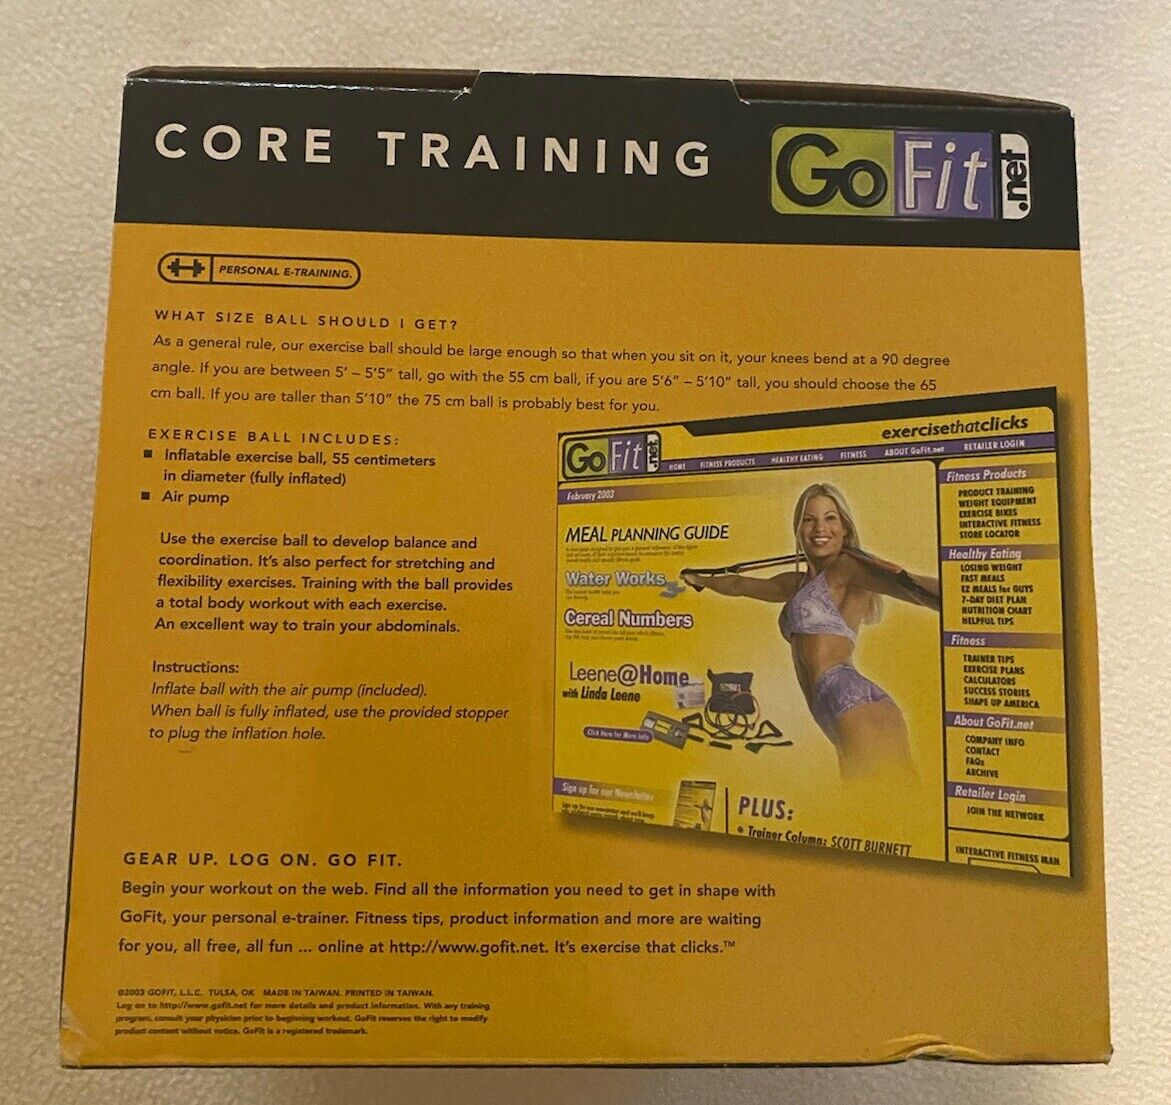 CORE TRAINING
GoFit.net
PERSONAL E-TRAINING.
WHAT SIZE BALL SHOULD I GET?
As a general rule, our exercise ball should be large enough so that when you sit on it, your knees bend at a 90 degree
angle. If you are between 5' – 5'5" tall, go with the 55 cm ball, if you are 5'6" – 5'10" tall, you should choose the 65
cm ball. If you are taller than 5'10" the 75 cm ball is probably best for you.
EXERCISE BALL INCLUDES:
■ Inflatable exercise ball, 55 centimeters
in diameter (fully inflated)
■ Air pump
Use the exercise ball to develop balance and
coordination. It's also perfect for stretching and
flexibility exercises. Training with the ball provides
a total body workout with each exercise.
An excellent way to train your abdominals.
Instructions:
Inflate ball with the air pump (included).
When ball is fully inflated, use the provided stopper
to plug the inflation hole.
GoFit.net
exercisethatclicks
HOME FITNESS PRODUCTS HEALTHY EATING FITNESS ABOUT GoFit.net RETAILER LOGIN
February 2003
MEAL PLANNING GUIDE
Water Works
Cereal Numbers
Leene@Home
with Linda Leene
Click Here for More Info
Sign up for our Newsletter
PLUS:
• Trainer Column: SCOTT BURNETT
Fitness Products
PRODUCT TRAINING
WEIGHT EQUIPMENT
EXERCISE BIKES
INTERACTIVE FITNESS
STORE LOCATOR
Healthy Eating
LOSING WEIGHT
FAST MEALS
12 MEALS for GUTS
7-DAY DIET PLAN
NUTRITION CHART
HELPFUL TIPS
Fitness
TRAINER TIPS
EXERCISE PLANS
CALCULATORS
SUCCESS STORIES
SHAPE UP AMERICA
About GoFit.net
COMPANY INFO
CONTACT
FAQs
ARCHIVE
Retailer Login
JOIN THE NETWORK
INTERACTIVE FITNESS MAN
GEAR UP. LOG ON. GO FIT.
Begin your workout on the web. Find all the information you need to get in shape with
GoFit, your personal e-trainer. Fitness tips, product information and more are waiting
for you, all free, all fun ... online at http://www.gofit.net. It's exercise that clicks.™
©2003 GOFIT, L.L.C. TULSA, OK MADE IN TAIWAN. PRINTED IN TAIWAN.
Log on to http://www.gofit.net for more details and product information. With any training
program, consult your physician prior to beginning workout. GoFit reserves the right to modify
product content without notice. GoFit is a registered trademark.